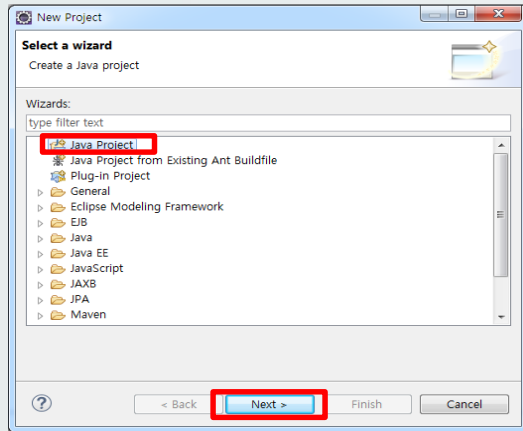 New Project
Select a wizard
Create a Java project
Wizards:
type filter text
Java Project
Java Project from Existing Ant Buildfile
Plug-in Project
General
Eclipse Modeling Framework
EJB
Java
Java EE
JavaScript
JAXB
JPA
Maven
? < Back Next > Finish Cancel